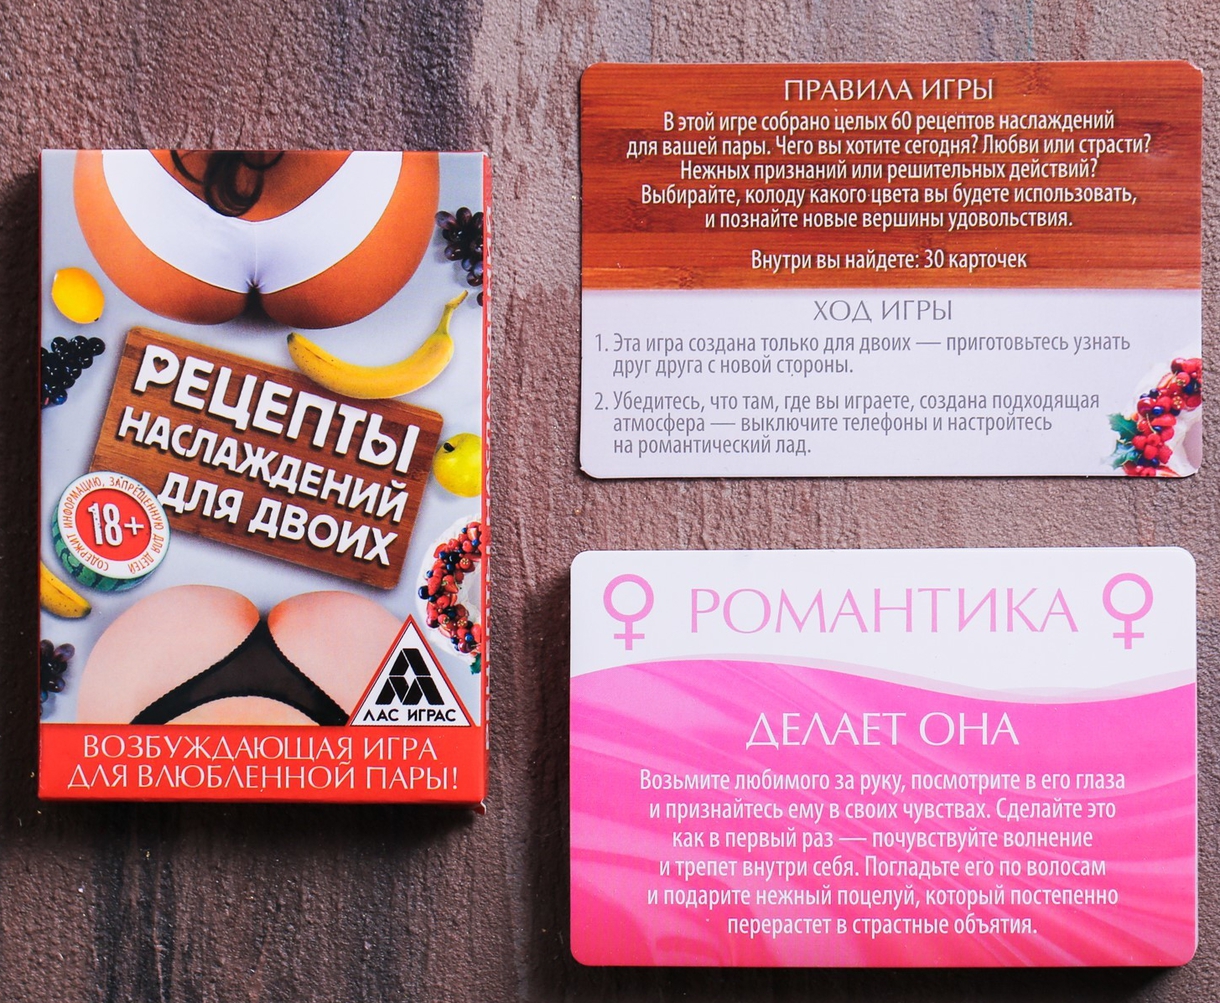 РЕЦЕПТЫ
НАСЛАЖДЕНИЙ
ДЛЯ ДВОИХ
18+
СОДЕРЖИТ ИНФОРМАЦИЮ, ЗАПРЕЩЕННУЮ ДЛЯ ДЕТЕЙ
ЛАС ИГРАС
ВОЗБУЖДАЮЩАЯ ИГРА
ДЛЯ ВЛЮБЛЕННОЙ ПАРЫ!
ПРАВИЛА ИГРЫ
В этой игре собрано целых 60 рецептов наслаждений
для вашей пары. Чего вы хотите сегодня? Любви или страсти?
Нежных признаний или решительных действий?
Выбирайте, колоду какого цвета вы будете использовать,
и познайте новые вершины удовольствия.
Внутри вы найдете: 30 карточек
ХОД ИГРЫ
1. Эта игра создана только для двоих — приготовьтесь узнать
друг друга с новой стороны.
2. Убедитесь, что там, где вы играете, создана подходящая
атмосфера — выключите телефоны и настройтесь
на романтический лад.
РОМАНТИКА
ДЕЛАЕТ ОНА
Возьмите любимого за руку, посмотрите в его глаза
и признайтесь ему в своих чувствах. Сделайте это
как в первый раз — почувствуйте волнение
и трепет внутри себя. Погладьте его по волосам
и подарите нежный поцелуй, который постепенно
перерастет в страстные объятия.